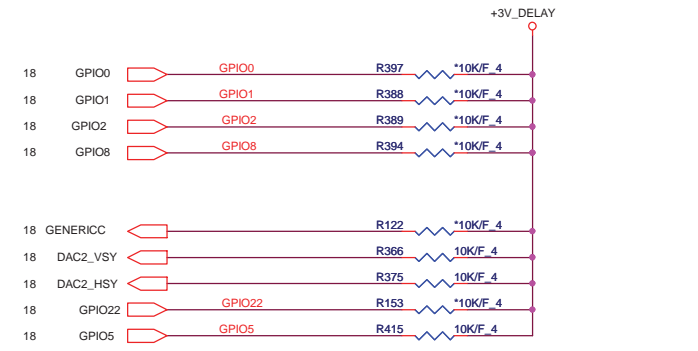 +3V_DELAY
18 GPIO0 GPIO0 R397 *10K/F_4
18 GPIO1 GPIO1 R388 *10K/F_4
18 GPIO2 GPIO2 R389 *10K/F_4
18 GPIO8 GPIO8 R394 *10K/F_4
18 GENERICC R122 *10K/F_4
18 DAC2_VSY R366 10K/F_4
18 DAC2_HSY R375 10K/F_4
18 GPIO22 GPIO22 R153 *10K/F_4
18 GPIO5 GPIO5 R415 10K/F_4